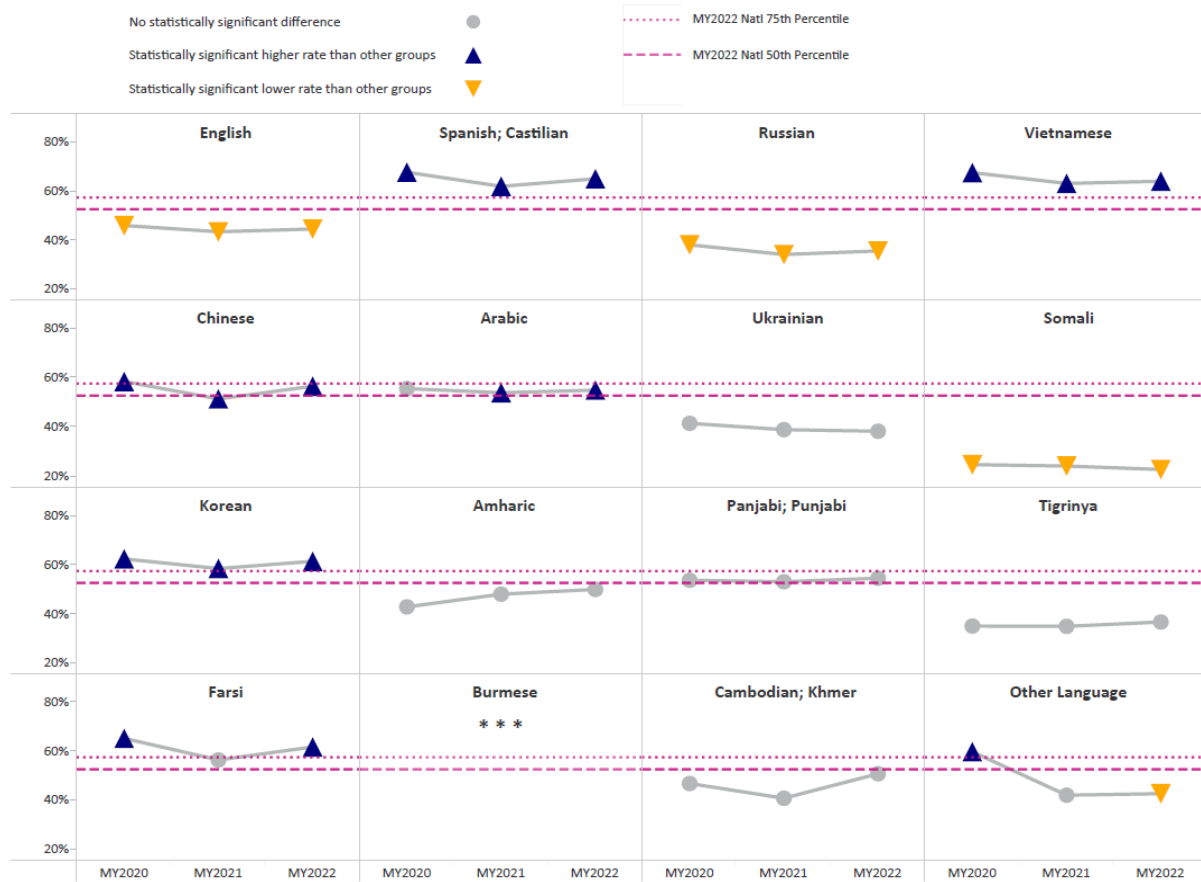 No statistically significant difference
MY2022 Natl 75th Percentile
Statistically significant higher rate than other groups
MY2022 Natl 50th Percentile
Statistically significant lower rate than other groups
English
Spanish; Castilian
Russian
Vietnamese
80%
60%
40%
20%
Chinese
Arabic
Ukrainian
Somali
80%
60%
40%
20%
Korean
Amharic
Panjabi; Punjabi
Tigrinya
80%
60%
40%
20%
Farsi
Burmese
Cambodian; Khmer
Other Language
80%
* * *
60%
40%
20%
MY2020 MY2021 MY2022 MY2020 MY2021 MY2022 MY2020 MY2021 MY2022 MY2020 MY2021 MY2022